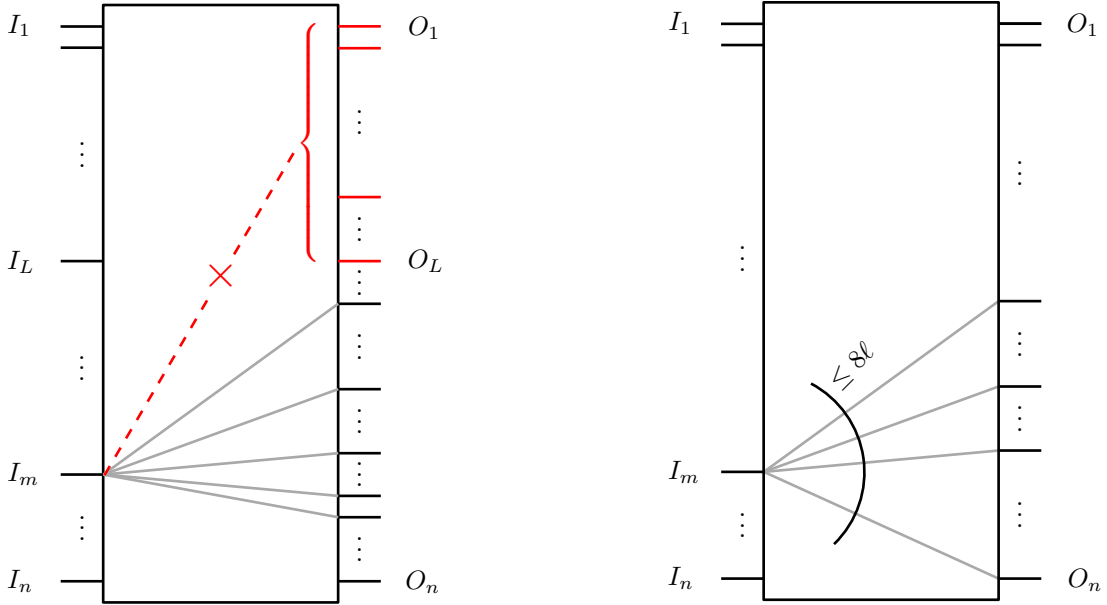 I_1
O_1
⋮
⋮
⋮
I_L
O_L
⋮
⋮
⋮
⋮
I_m
⋮
⋮
⋮
I_n
O_n
I_1
O_1
⋮
⋮
⋮
≤ 8ℓ
⋮
I_m
⋮
⋮
I_n
O_n